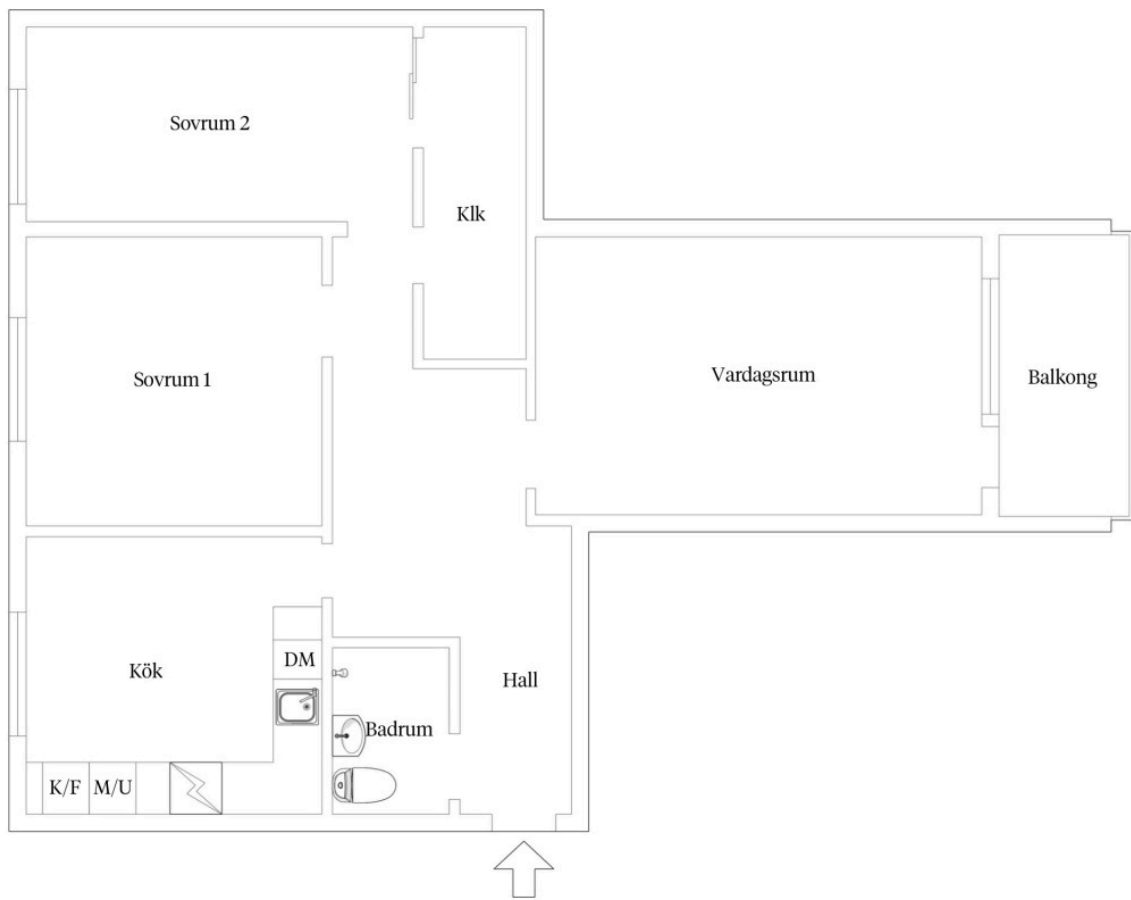 Sovrum 2
Klk
Sovrum 1
Vardagsrum
Balkong
Kök
DM
Hall
Badrum
K/F
M/U